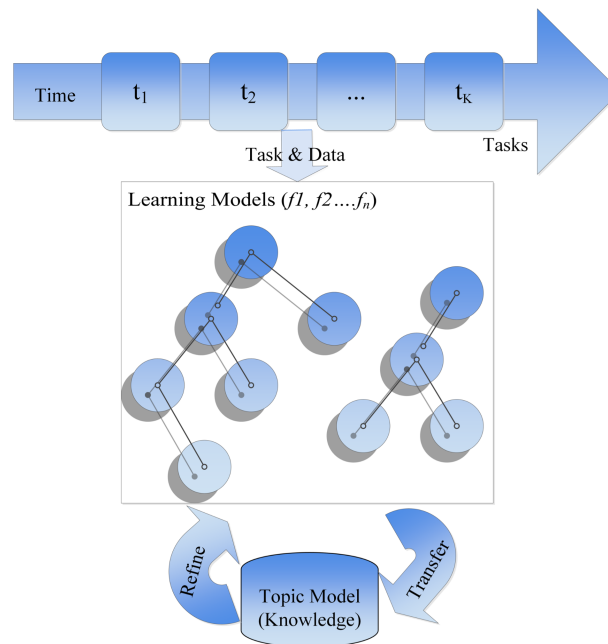 Time
t1
t2
...
tK
Tasks
Task & Data
Learning Models (f1, f2....fn)
Refine
Transfer
Topic Model
(Knowledge)